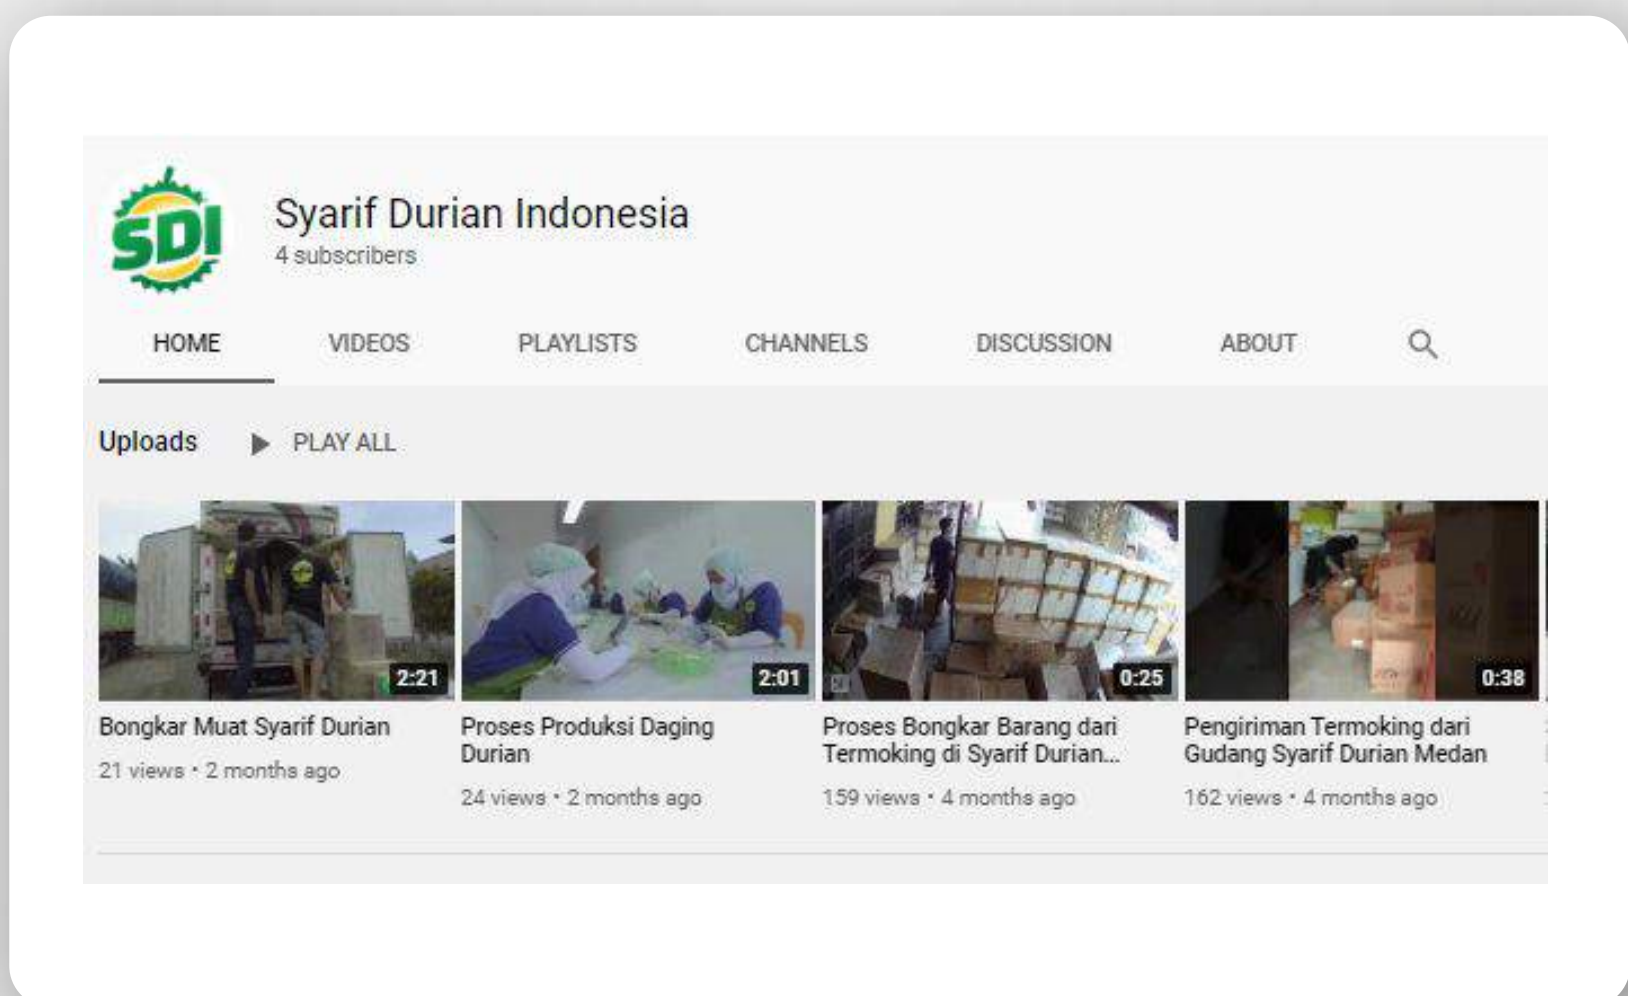 SDI
Syarif Durian Indonesia
4 subscribers
HOME VIDEOS PLAYLISTS CHANNELS DISCUSSION ABOUT
Uploads PLAY ALL
2:21 2:01 0:25 0:38
Bongkar Muat Syarif Durian
21 views • 2 months ago
Proses Produksi Daging
Durian
24 views • 2 months ago
Proses Bongkar Barang dari
Termoking di Syarif Durian...
159 views • 4 months ago
Pengiriman Termoking dari
Gudang Syarif Durian Medan
162 views • 4 months ago